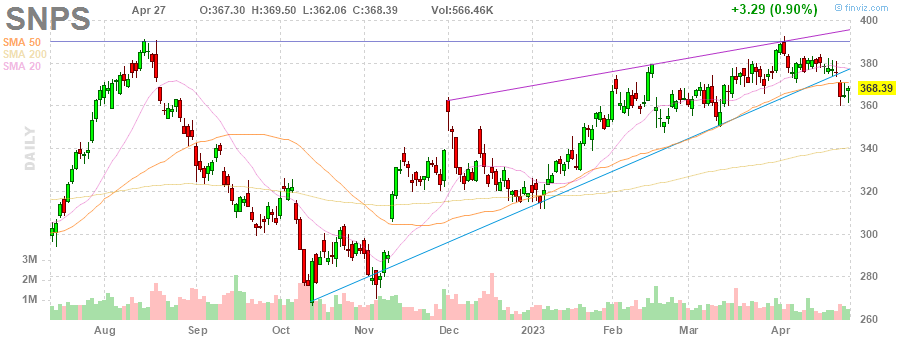 SNPS Apr 27 O:367.30 H:369.50 L:362.06 C:368.39 Vol:566.46K +3.29 (0.90%) © finviz.com
SMA 50
SMA 200
SMA 20
DAILY
400
380
368.39
360
340
320
300
280
260
3M
2M
1M
Aug Sep Oct Nov Dec 2023 Feb Mar Apr